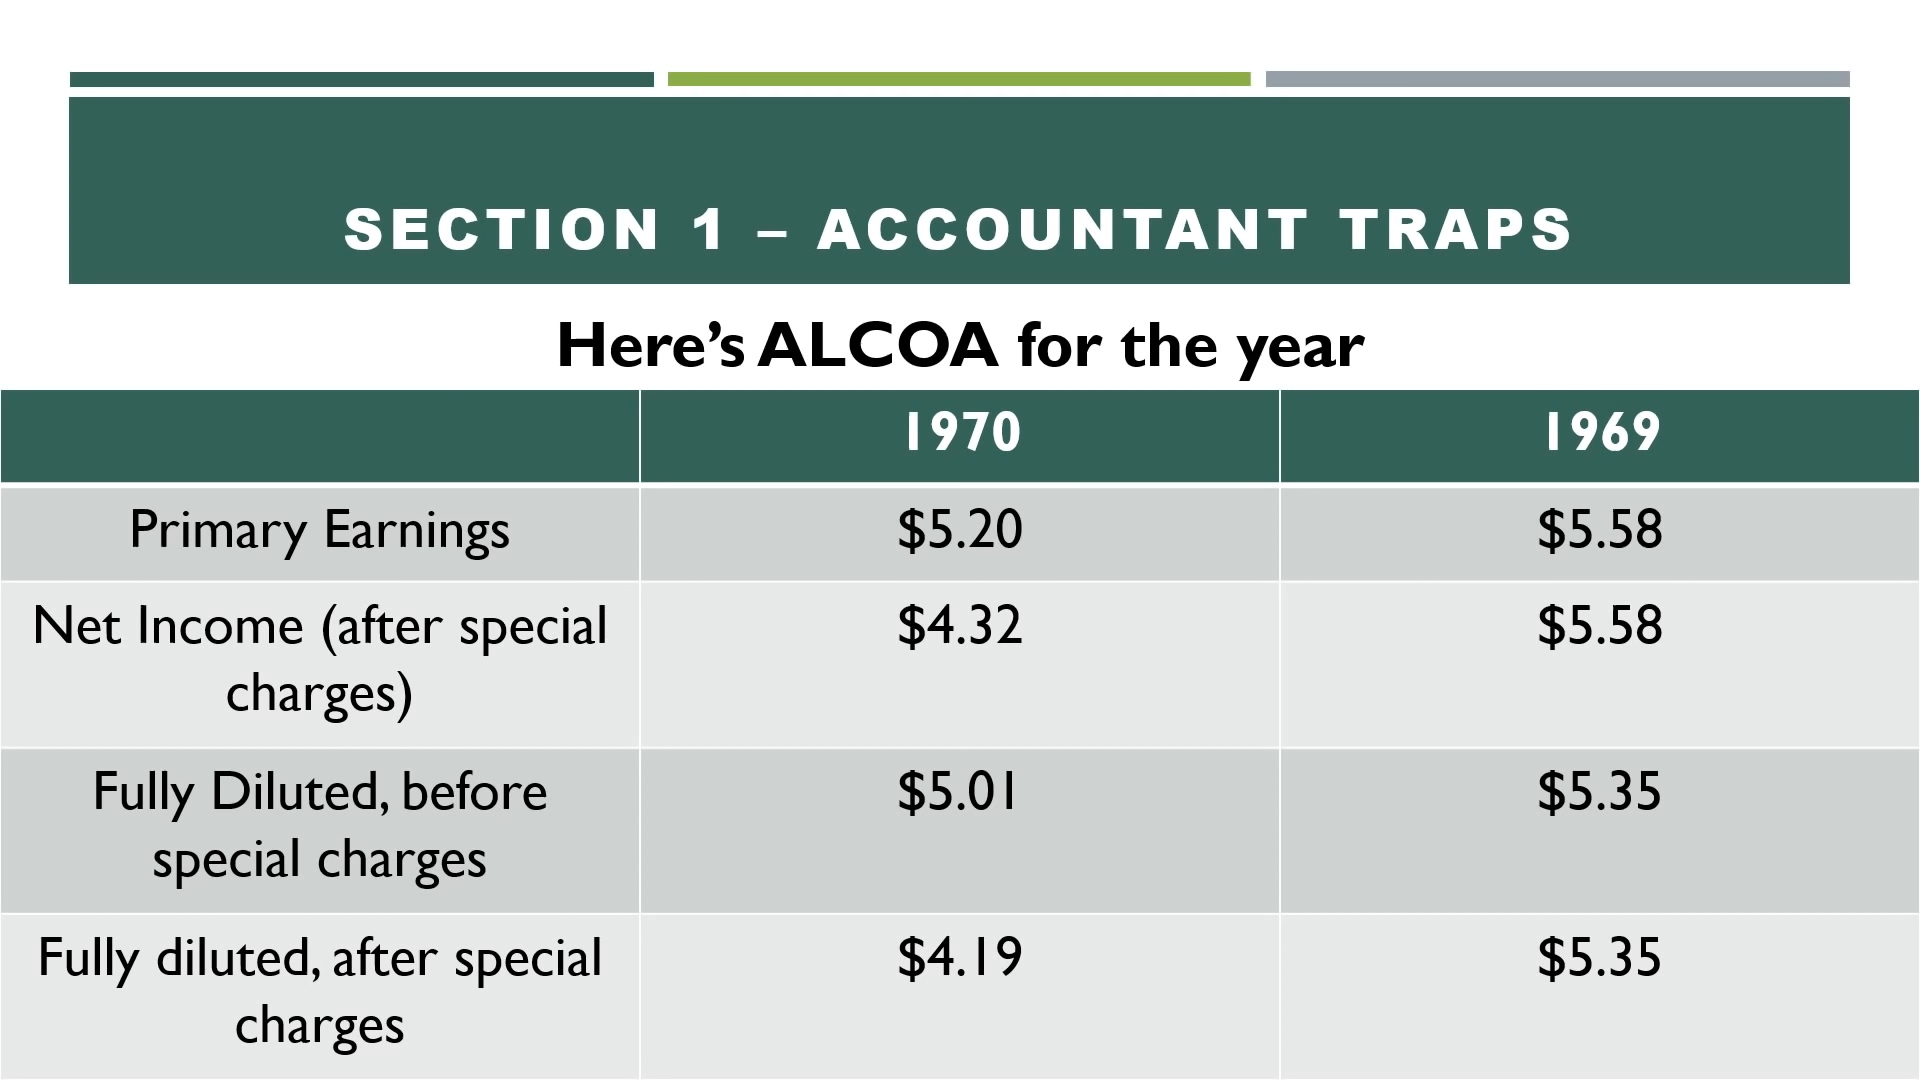 SECTION 1 – ACCOUNTANT TRAPS
Here’s ALCOA for the year
1970 1969
Primary Earnings $5.20 $5.58
Net Income (after special $4.32 $5.58
charges)
Fully Diluted, before $5.01 $5.35
special charges
Fully diluted, after special $4.19 $5.35
charges